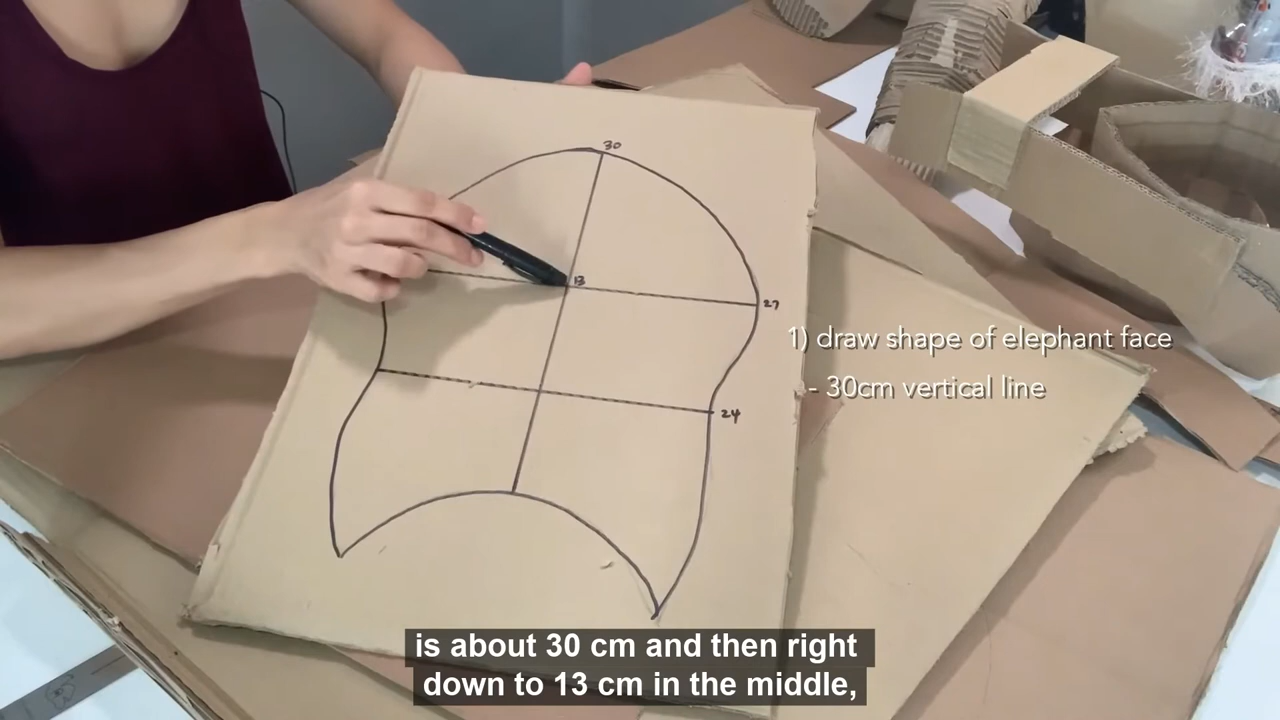 30
13
27
24
1) draw shape of elephant face
- 30cm vertical line
is about 30 cm and then right
down to 13 cm in the middle,